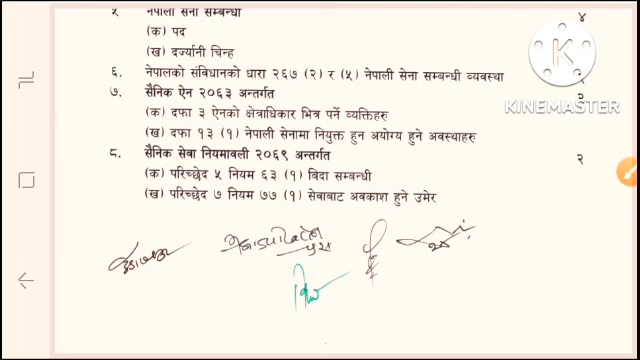 ५ नेपाली सेना सम्बन्धी ४
(क) पद
(ख) दर्ज्यानी चिन्ह
६. नेपालको संविधानको धारा २६७ (२) र (५) नेपाली सेना सम्बन्धी व्यवस्था
७. सैनिक ऐन २०६३ अन्तर्गत २
(क) दफा ३ ऐनको क्षेत्राधिकार भित्र पर्ने व्यक्तिहरु
(ख) दफा १३ (१) नेपाली सेनामा नियुक्त हुन अयोग्य हुने अवस्थाहरु
८. सैनिक सेवा नियमावली २०६९ अन्तर्गत २
(क) परिच्छेद ५ नियम ६३ (१) बिदा सम्बन्धी
(ख) परिच्छेद ७ नियम ७७ (१) सेवाबाट अवकाश हुने उमेर
K
KINEMASTER